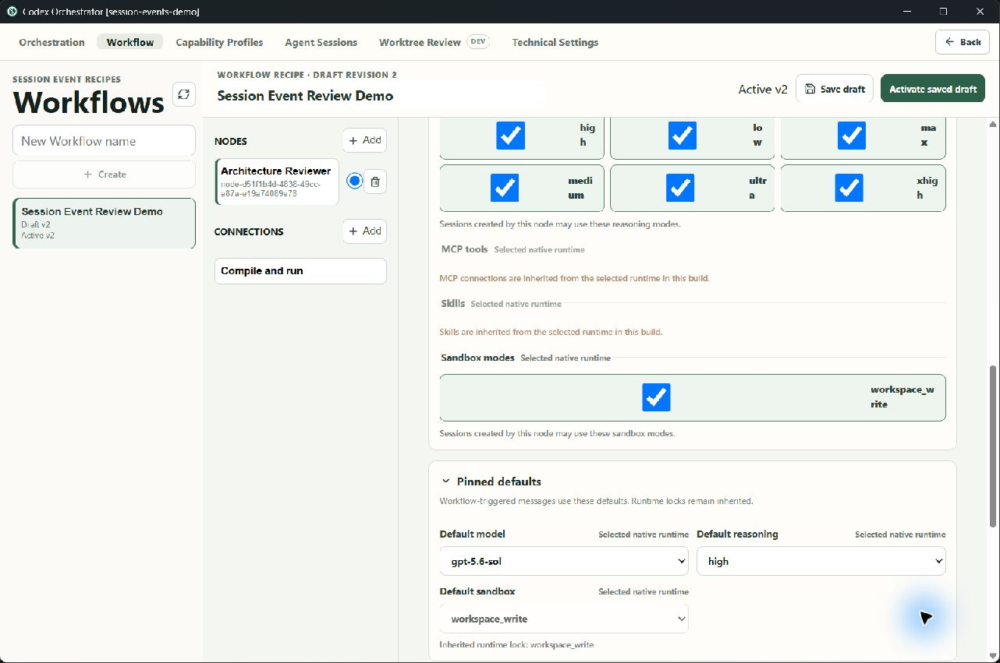 Codex Orchestrator [session-events-demo]
Orchestration
Workflow
Capability Profiles
Agent Sessions
Worktree Review DEV
Technical Settings
Back
SESSION EVENT RECIPES
Workflows
New Workflow name
+ Create
Session Event Review Demo
Draft v2
Active v2
WORKFLOW RECIPE • DRAFT REVISION 2
Session Event Review Demo
Active v2
Save draft
Activate saved draft
NODES
+ Add
Architecture Reviewer
node-d51f1b4d-4838-49cc-
a87a-e19a74089e78
CONNECTIONS
+ Add
Compile and run
hig
h
lo
w
ma
x
medi
um
ultr
a
xhig
h
Sessions created by this node may use these reasoning modes.
MCP tools Selected native runtime
MCP connections are inherited from the selected runtime in this build.
Skills Selected native runtime
Skills are inherited from the selected runtime in this build.
Sandbox modes Selected native runtime
workspace_w
rite
Sessions created by this node may use these sandbox modes.
Pinned defaults
Workflow-triggered messages use these defaults. Runtime locks remain inherited.
Default model Selected native runtime
gpt-5.6-sol
Default reasoning Selected native runtime
high
Default sandbox Selected native runtime
workspace_write
Inherited runtime lock: workspace_write